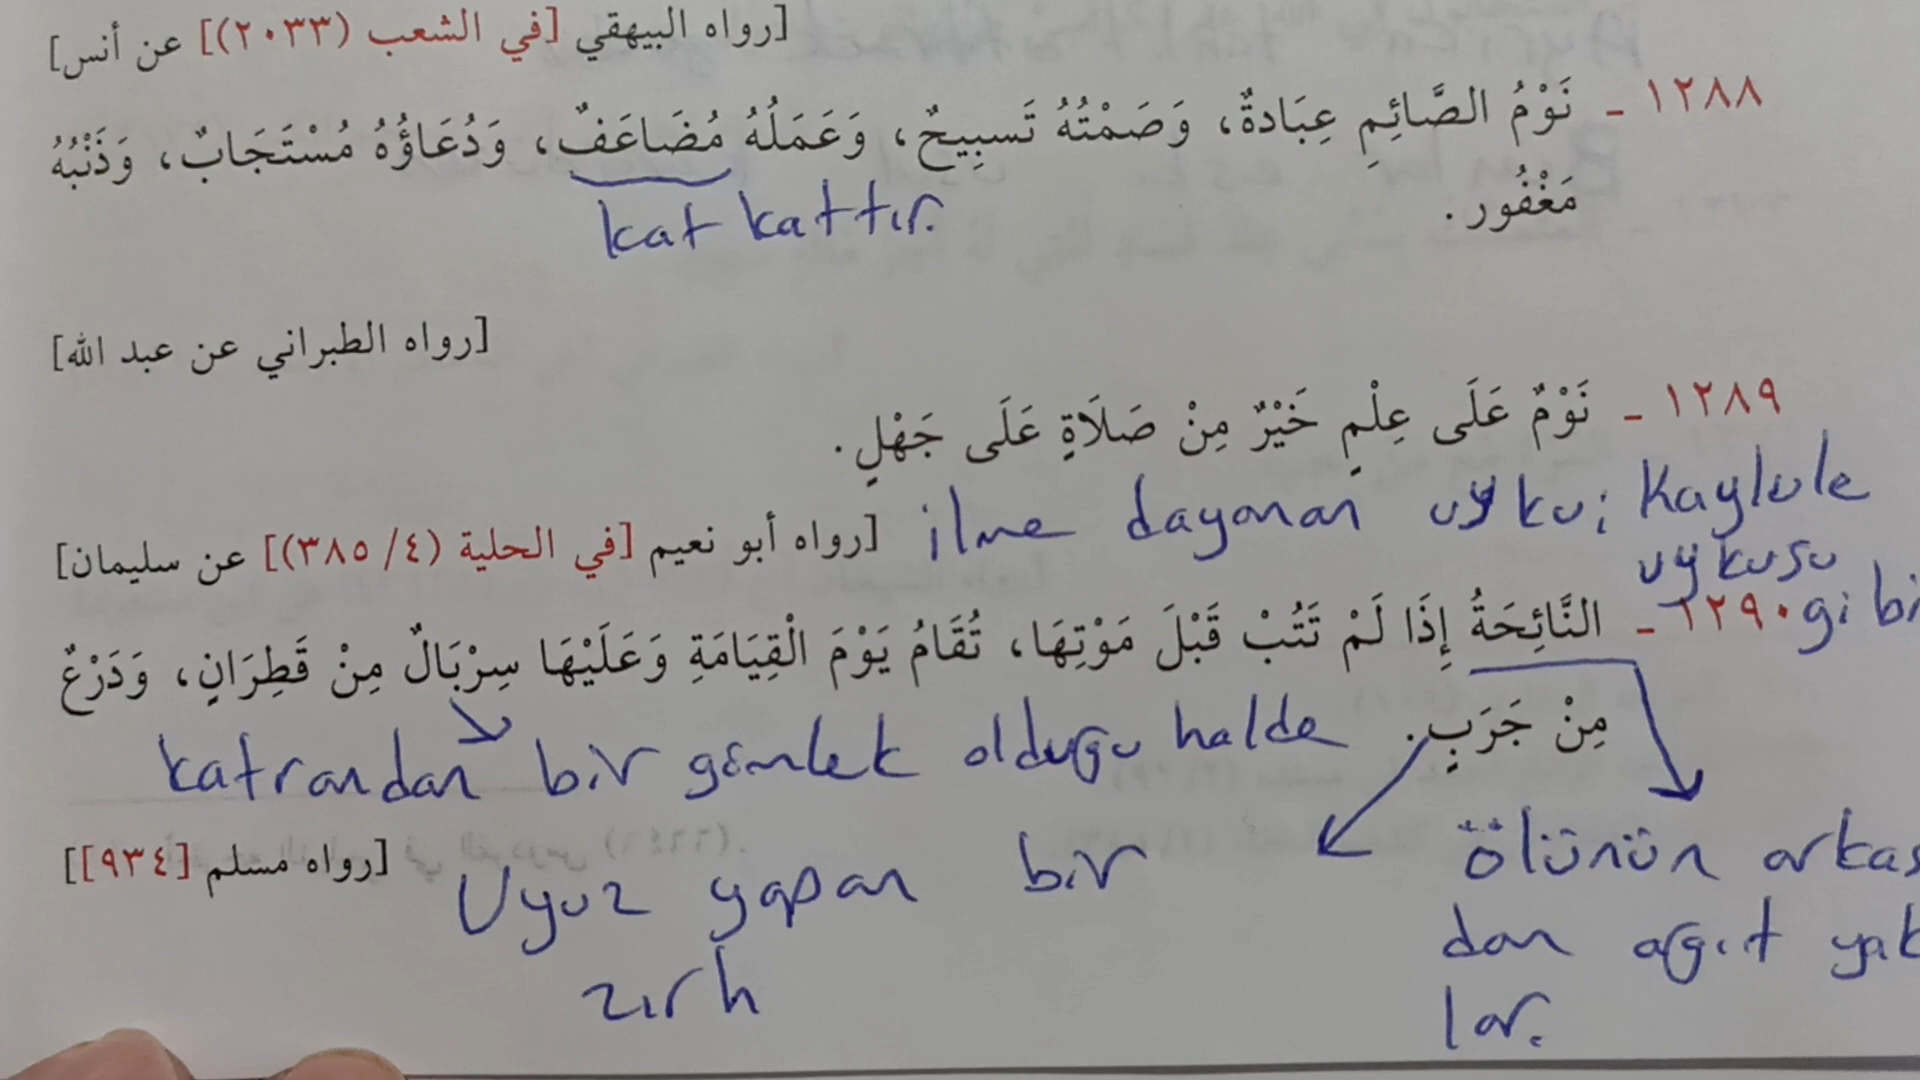 [رواه البيهقي [في الشعب (٢٠٣٣)] عن أنس]
١٢٨٨ - نَوْمُ الصَّائِمِ عِبَادةٌ، وَصَمْتُهُ تَسبِيحٌ، وَعَمَلُهُ مُضَاعَفٌ، وَدُعَاؤُهُ مُسْتَجَابٌ، وَذَنْبُهُ
مَغْفُور.
kat kattır.
[رواه الطبراني عن عبد الله]
١٢٨٩ - نَوْمٌ عَلَى عِلْمٍ خَيْرٌ مِنْ صَلَاةٍ عَلَى جَهْلٍ.
ilme dayanan uyku; Kaylule
uykusu
gibi
[رواه أبو نعيم [في الحلية (٤/ ٣٨٥)] عن سليمان]
١٢٩٠ - النَّائِحَةُ إِذَا لَمْ تَتُبْ قَبْلَ مَوْتِهَا، تُقَامُ يَوْمَ الْقِيَامَةِ وَعَلَيْهَا سِرْبَالٌ مِنْ قَطِرَانٍ، وَدَرْعٌ
مِنْ جَرَبٍ.
katrandan bir gömlek olduğu halde
[رواه مسلم [٩٣٤]]
Uyuz yapan bir
zırh
ölünün arkas
dan ağıt yak
lar.